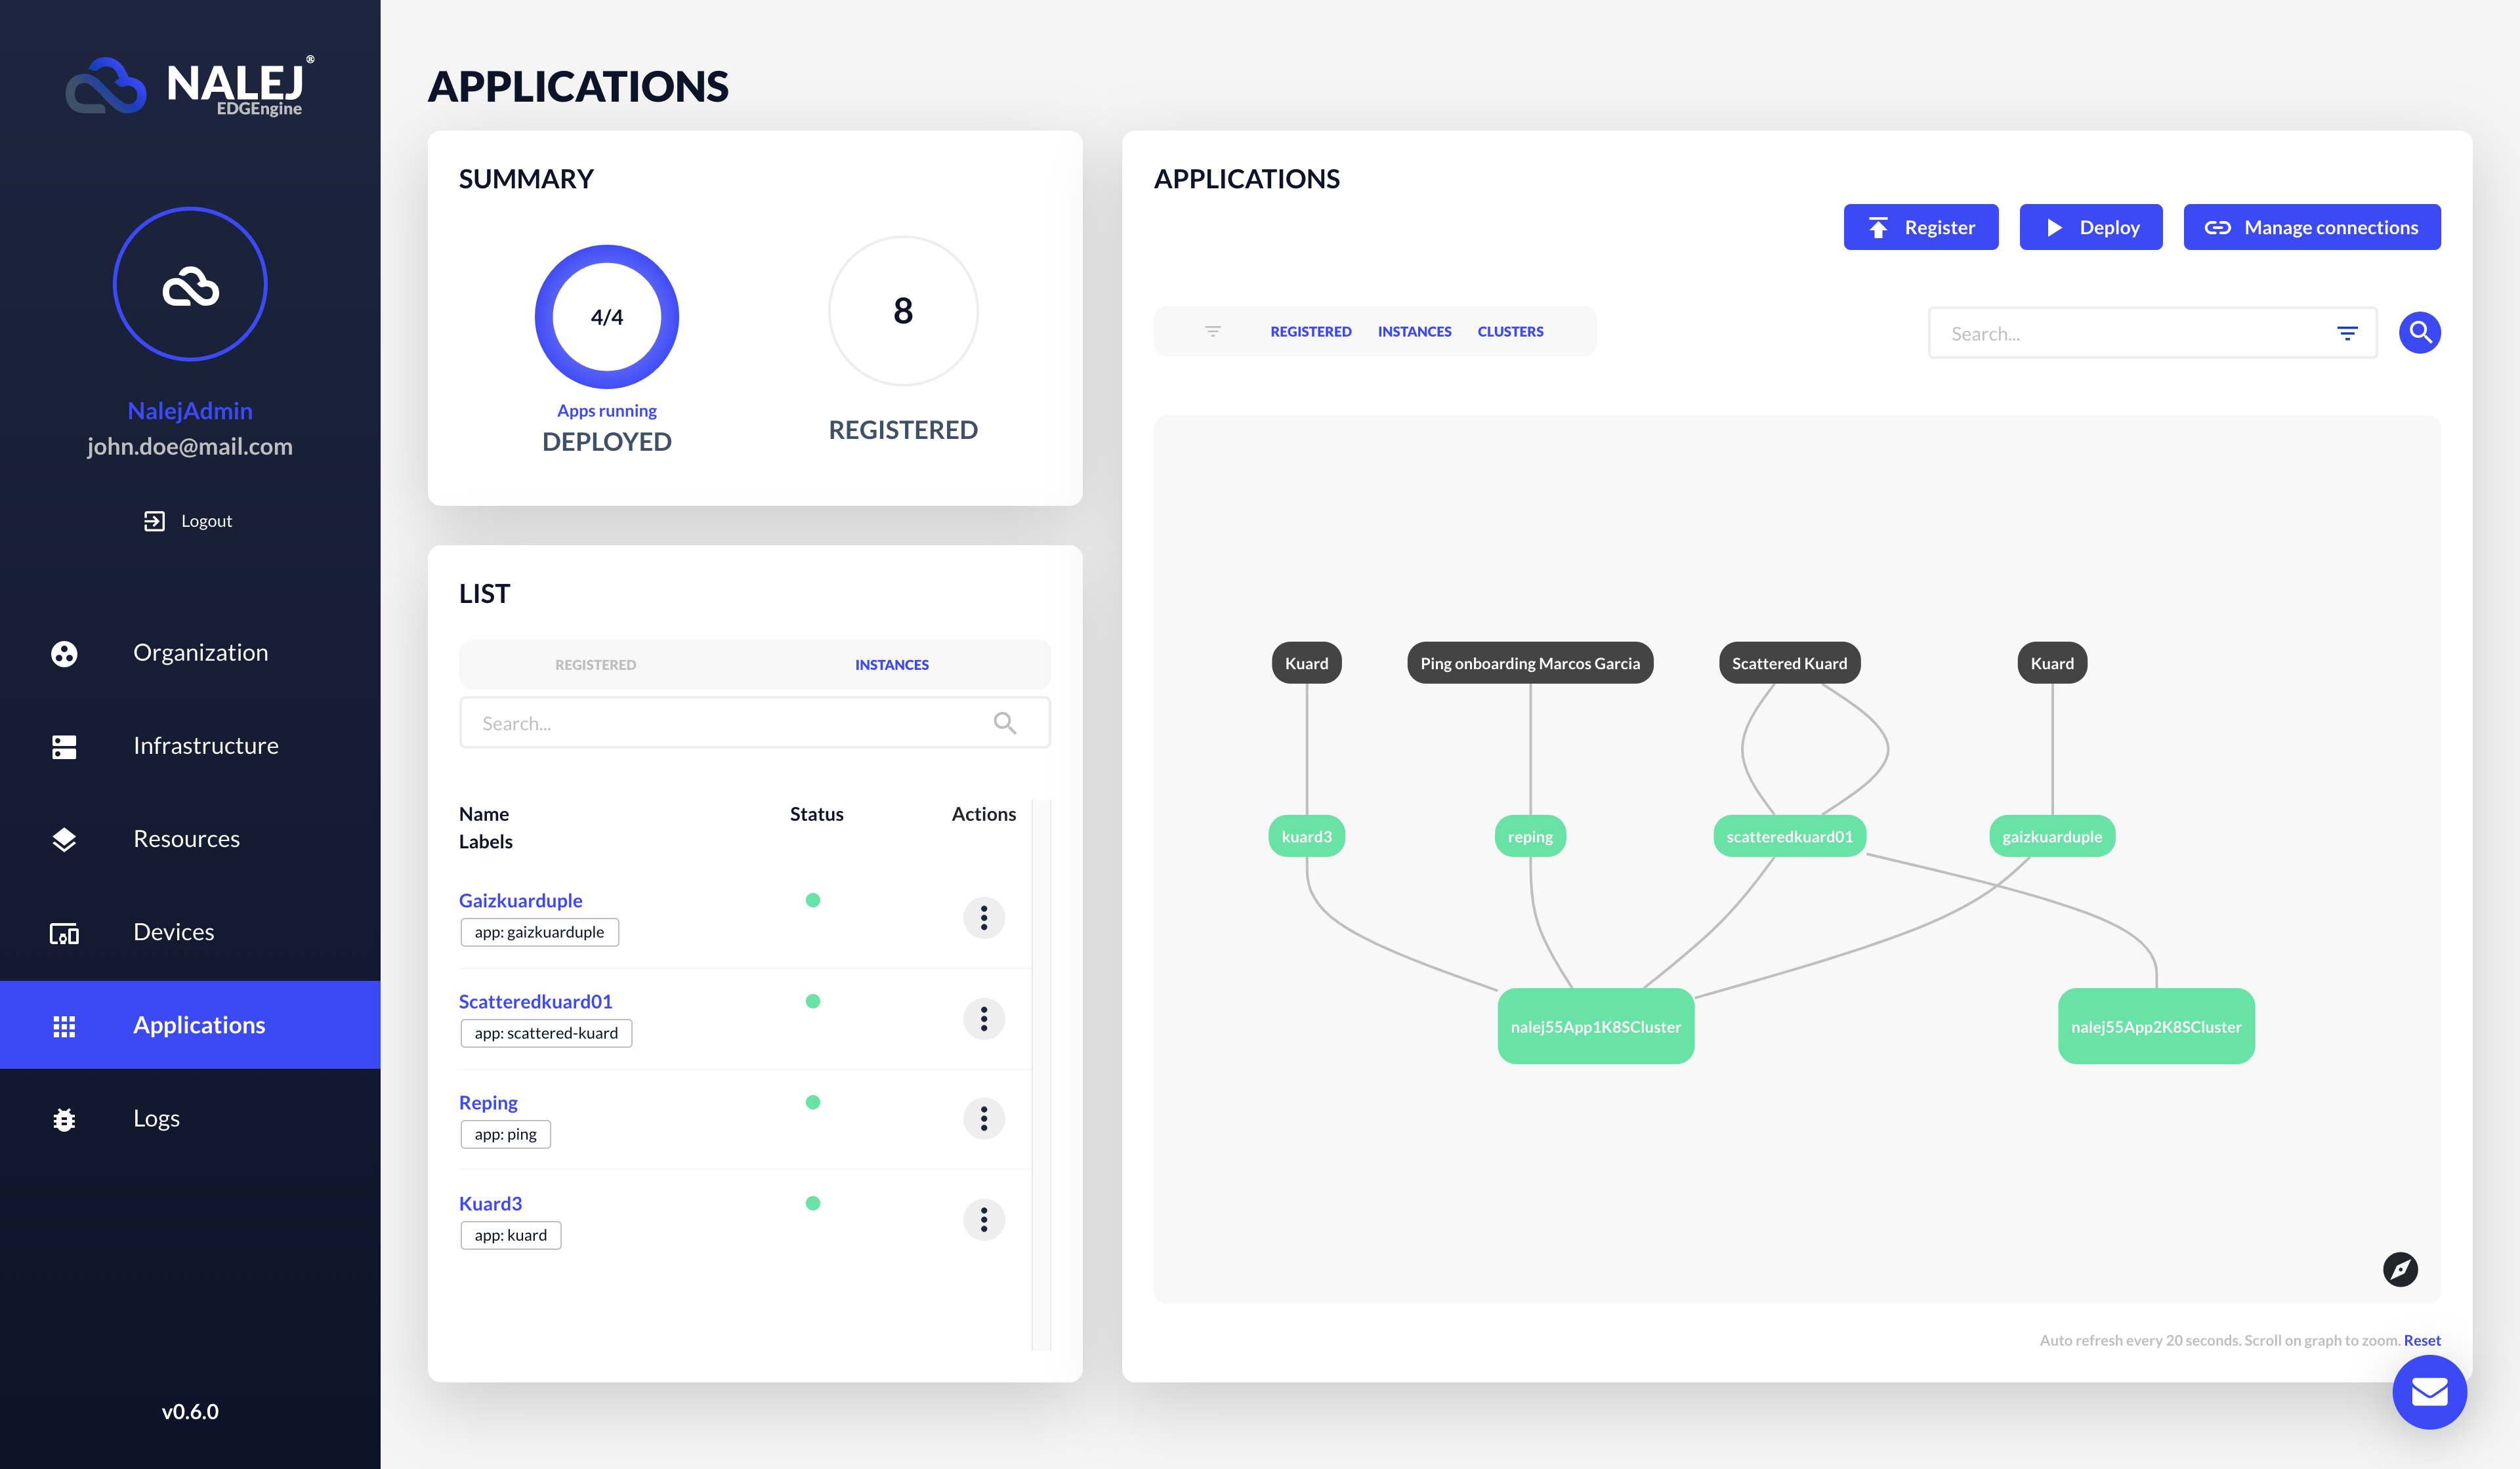 NALEJ®
EDGEngine
NalejAdmin
john.doe@mail.com
Logout
Organization
Infrastructure
Resources
Devices
Applications
Logs
v0.6.0
APPLICATIONS
SUMMARY
4/4
Apps running
DEPLOYED
8
REGISTERED
LIST
REGISTERED INSTANCES
Search...
Name Status Actions
Labels
Gaizkuarduple
app: gaizkuarduple
Scatteredkuard01
app: scattered-kuard
Reping
app: ping
Kuard3
app: kuard
APPLICATIONS
Register Deploy Manage connections
REGISTERED INSTANCES CLUSTERS
Search...
Kuard Ping onboarding Marcos Garcia Scattered Kuard Kuard
kuard3 reping scatteredkuard01 gaizkuarduple
nalej55App1K8SCluster nalej55App2K8SCluster
Auto refresh every 20 seconds. Scroll on graph to zoom. Reset